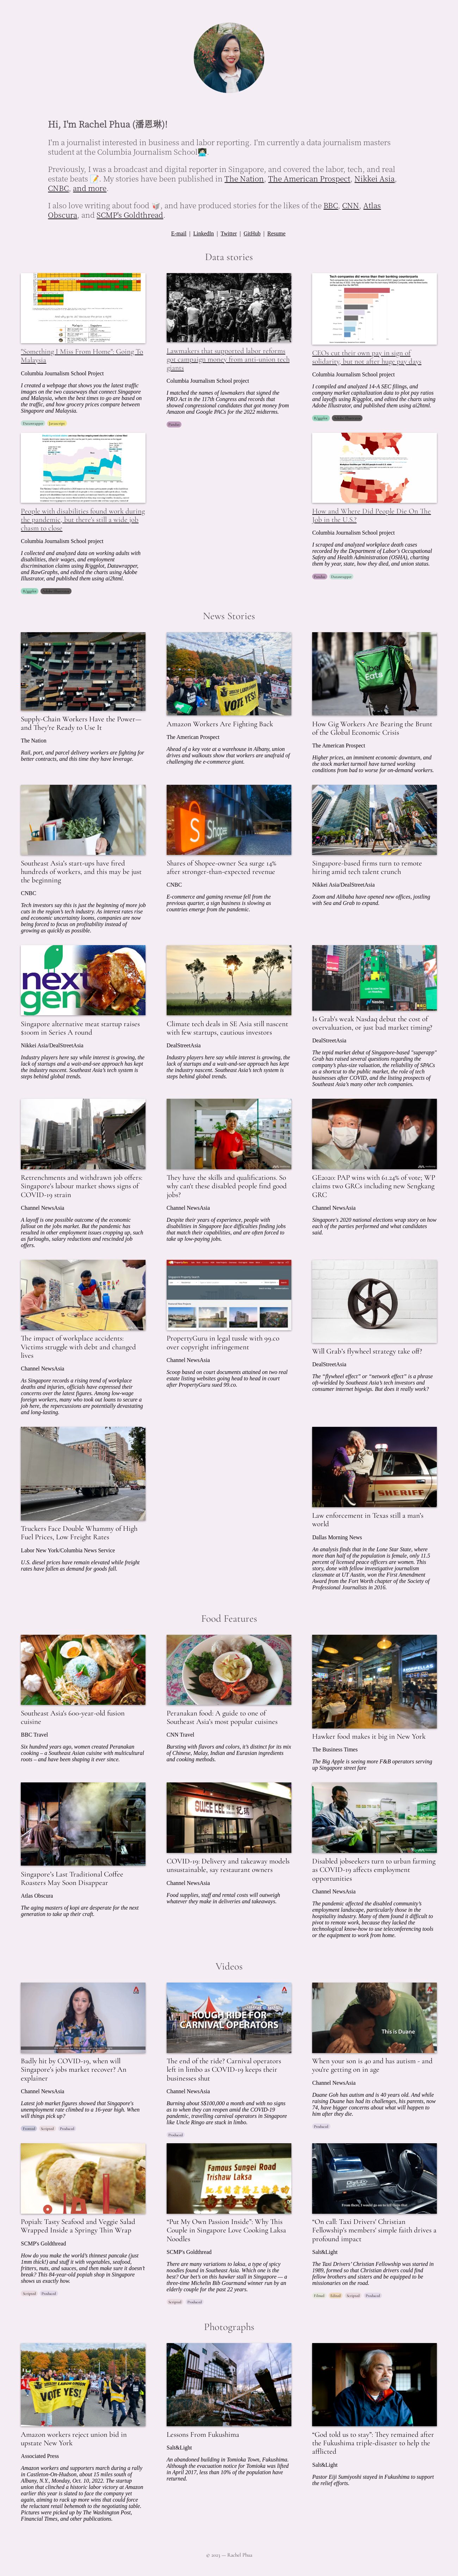 Hi, I'm Rachel Phua (潘恩琳)!
I'm a journalist interested in business and labor reporting. I'm currently a data journalism masters
student at the Columbia Journalism School
Previously, I was a broadcast and digital reporter in Singapore, and covered the labor, tech, and real
estate beats. My stories have been published in The Nation, The American Prospect, Nikkei Asia,
CNBC, and more.
I also love writing about food, and have produced stories for the likes of the BBC, CNN, Atlas
Obscura, and SCMP's Goldthread.
E-mail | LinkedIn | Twitter | GitHub | Resume
Data stories
"Something I Miss From Home": Going To
Malaysia
Columbia Journalism School Project
I created a webpage that shows you the latest traffic
images on the two causeways that connect Singapore
and Malaysia, when the best times to go are based on
the traffic, and how grocery prices compare between
Singapore and Malaysia.
Datawrapper Javascript
Lawmakers that supported labor reforms
got campaign money from anti-union tech
giants
Columbia Journalism School project
I matched the names of lawmakers that signed the
PRO Act in the 117th Congress and records that
showed congressmembers who were taking money from
Amazon and Google PACs for the 2022 midterms.
Pandas
Tech companies did worse than their banking counterparts
CEOs cut their own pay in sign of
solidarity, but not after huge pay days
Columbia Journalism School project
I compiled and analyzed 14-A SEC filings, and
company market capitalization data to plot pay ratios
and layoffs using R/ggplot, and edited the charts using
Adobe Illustrator, and published them using ai2html.
R/ggplot Adobe Illustrator
People with disabilities found work during
the pandemic, but there's still a wide job
chasm to close
Columbia Journalism School project
I collected and analyzed data on working adults with
disabilities, their wages, and employment
discrimination claims using R/ggplot, Datawrapper,
and RawGraphs, and edited the charts using Adobe
Illustrator, and published them using ai2html.
R/ggplot Adobe Illustrator
How and Where Did People Die On The
Job in the U.S.?
Columbia Journalism School project
I scraped and analyzed workplace death cases
recorded by the Department of Labor's Occupational
Safety and Health Administration (OSHA), charting
them by year, state, how they died, and union status.
Pandas Datawrapper
News Stories
Supply-Chain Workers Have the Power—
and They're Ready to Use It
The Nation
Rail, port, and parcel delivery workers are fighting for
better contracts, and this time they have leverage.
VOTE YES!
Amazon Workers Are Fighting Back
The American Prospect
Ahead of a key vote at a warehouse in Albany, union
drives and walkouts show that workers are unafraid of
challenging the e-commerce giant.
Uber
Eats
How Gig Workers Are Bearing the Brunt
of the Global Economic Crisis
The American Prospect
Higher prices, an imminent economic downturn, and
the stock market turmoil have turned working
conditions from bad to worse for on-demand workers.
Southeast Asia's start-ups have fired
hundreds of workers, and this may be just
the beginning
CNBC
Tech investors say this is just the beginning of more job
cuts in the region's tech industry. As interest rates rise
and economic uncertainty looms, companies are now
being forced to focus on profitability instead of
growing as quickly as possible.
Shares of Shopee-owner Sea surge 14%
after stronger-than-expected revenue
CNBC
E-commerce and gaming revenue fell from the
previous quarter, a sign business is slowing as
countries emerge from the pandemic.
Singapore-based firms turn to remote
hiring amid tech talent crunch
Nikkei Asia/DealStreetAsia
Zoom and Alibaba have opened new offices, jostling
with Sea and Grab to expand.
next
gen
Singapore alternative meat startup raises
$100m in Series A round
Nikkei Asia/DealStreetAsia
Industry players here say while interest is growing, the
lack of startups and a wait-and-see approach has kept
the industry nascent. Southeast Asia's tech system is
steps behind global trends.
Climate tech deals in SE Asia still nascent
with few startups, cautious investors
DealStreetAsia
Industry players here say while interest is growing, the
lack of startups and a wait-and-see approach has kept
the industry nascent. Southeast Asia's tech system is
steps behind global trends.
Nasdaq
Is Grab's weak Nasdaq debut the cost of
overvaluation, or just bad market timing?
DealStreetAsia
The tepid market debut of Singapore-based "superapp"
Grab has raised several questions regarding the
company's plus-size valuation, the reliability of SPACs
as a shortcut to the public market, the role of tech
businesses after COVID, and the listing prospects of
Southeast Asia's many other tech companies.
Retrenchments and withdrawn job offers:
Singapore's labour market shows signs of
COVID-19 strain
Channel NewsAsia
A layoff is one possible outcome of the economic
fallout on the job market. But the pandemic has
resulted in other employment issues cropping up, such
as furloughs, salary reductions and rescinded job
offers.
They have the skills and qualifications. So
why can't these disabled people find good
jobs?
Channel NewsAsia
Despite their years of experience, people with
disabilities in Singapore face difficulties finding jobs
that match their capabilities, and are often forced to
take up low-paying jobs.
GE2020: PAP wins with 61.24% of vote; WP
claims two GRCs including new Sengkang
GRC
Channel NewsAsia
Singapore's 2020 national elections wrap story on how
each of the parties performed and what candidates
said.
The impact of workplace accidents:
Victims struggle with debt and changed
lives
Channel NewsAsia
As Singapore records a rising trend of workplace
deaths and injuries, officials have expressed their
concerns over the latest figures. Among low-wage
foreign workers, many who took out loans to secure a
job here, the repercussions are potentially devastating
and long-lasting.
PropertyGuru in legal tussle with 99.co
over copyright infringement
Channel NewsAsia
Scoop based on court documents attained on two real
estate listing websites going head to head in court
after PropertyGuru sued 99.co.
Will Grab's flywheel strategy take off?
DealStreetAsia
The "flywheel effect" or "network effect" is a phrase
oft-wielded by Southeast Asia's tech investors and
consumer internet bigwigs. But does it really work?
Truckers Face Double Whammy of High
Fuel Prices, Low Freight Rates
Labor New York/Columbia News Service
U.S. diesel prices have remain elevated while freight
rates have fallen as demand for goods fall.
SHERIFF
Law enforcement in Texas still a man's
world
Dallas Morning News
An analysis finds that in the Lone Star State, where
more than half of the population is female, only 11.5
percent of licensed peace officers are women. This
story, done with fellow investigative journalism
classmate at UT Austin, won the First Amendment
Award from the Fort Worth chapter of the Society of
Professional Journalists in 2016.
Food Features
Southeast Asia's 600-year-old fusion
cuisine
BBC Travel
Six hundred years ago, women created Peranakan
cooking – a Southeast Asian cuisine with multicultural
roots – and have been shaping it ever since.
Peranakan food: A guide to one of
Southeast Asia's most popular cuisines
CNN Travel
Bursting with flavors and colors, it's distinct for its mix
of Chinese, Malay, Indian and Eurasian ingredients
and cooking methods.
Hawker food makes it big in New York
The Business Times
The Big Apple is seeing more F&B operators serving
up Singapore street fare
Singapore's Last Traditional Coffee
Roasters May Soon Disappear
Atlas Obscura
The aging masters of kopi are desperate for the next
generation to take up their craft.
COVID-19: Delivery and takeaway models
unsustainable, say restaurant owners
Channel NewsAsia
Food supplies, staff and rental costs will outweigh
whatever they make in deliveries and takeaways.
Disabled jobseekers turn to urban farming
as COVID-19 affects employment
opportunities
Channel NewsAsia
The pandemic affected the disabled community's
employment landscape, particularly those in the
hospitality industry. Many of them found it difficult to
pivot to remote work, because they lacked the
technological know-how to use teleconferencing tools
or the equipment to work from home.
Videos
Badly hit by COVID-19, when will
Singapore's jobs market recover? An
explainer
Channel NewsAsia
Latest job market figures showed that Singapore's
unemployment rate climbed to a 16-year high. When
will things pick up?
Fronted Scripted Produced
ROUGH RIDE FOR
CARNIVAL OPERATORS
The end of the ride? Carnival operators
left in limbo as COVID-19 keeps their
businesses shut
Channel NewsAsia
Burning about S$100,000 a month and with no signs
as to when they can reopen amid the COVID-19
pandemic, travelling carnival operators in Singapore
like Uncle Ringo are stuck in limbo.
Produced
This is Duane
When your son is 40 and has autism - and
you're getting on in age
Channel NewsAsia
Duane Goh has autism and is 40 years old. And while
raising Duane has had its challenges, his parents, now
74, have bigger concerns about what will happen to
him after they die.
Produced
Popiah: Tasty Seafood and Veggie Salad
Wrapped Inside a Springy Thin Wrap
SCMP's Goldthread
How do you make the world's thinnest pancake (just
1mm thick!) and stuff it with vegetables, seafood,
fritters, nuts, and sauces, and then make sure it doesn't
break? This 84-year-old popiah shop in Singapore
shows us exactly how.
Scripted Produced
Famous Sungei Road
Trishaw Laksa
"Put My Own Passion Inside": Why This
Couple in Singapore Love Cooking Laksa
Noodles
SCMP's Goldthread
There are many variations to laksa, a type of spicy
noodles found in Southeast Asia. Which one is the
best? Our bet's on this hawker stall in Singapore — a
three-time Michelin Bib Gourmand winner run by an
elderly couple for the past 22 years.
Scripted Produced
"On call: Taxi Drivers' Christian
Fellowship's members' simple faith drives a
profound impact
Salt&Light
The Taxi Drivers' Christian Fellowship was started in
1989, formed so that Christian drivers could find
fellow brothers and sisters and be equipped to be
missionaries on the road.
Filmed Edited Scripted Produced
Photographs
VOTE YES!
Amazon workers reject union bid in
upstate New York
Associated Press
Amazon workers and supporters march during a rally
in Castleton-On-Hudson, about 15 miles south of
Albany, N.Y., Monday, Oct. 10, 2022. The startup
union that clinched a historic labor victory at Amazon
earlier this year is slated to face the company yet
again, aiming to rack up more wins that could force
the reluctant retail behemoth to the negotiating table.
Pictures were picked up by The Washington Post,
Financial Times, and other publications.
Lessons From Fukushima
Salt&Light
An abandoned building in Tomioka Town, Fukushima.
Although the evacuation notice for Tomioka was lifted
in April 2017, less than 10% of the population have
returned.
"God told us to stay": They remained after
the Fukushima triple-disaster to help the
afflicted
Salt&Light
Pastor Eiji Sumiyoshi stayed in Fukushima to support
the relief efforts.
© 2023 — Rachel Phua